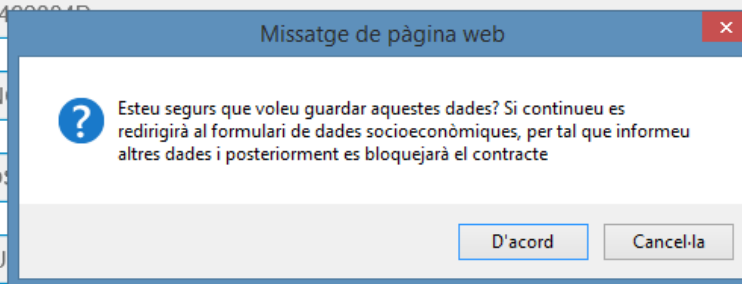 Missatge de pàgina web
Esteu segurs que voleu guardar aquestes dades? Si continueu es
redirigirà al formulari de dades socioeconòmiques, per tal que informeu
altres dades i posteriorment es bloquejarà el contracte
D'acord
Cancel·la